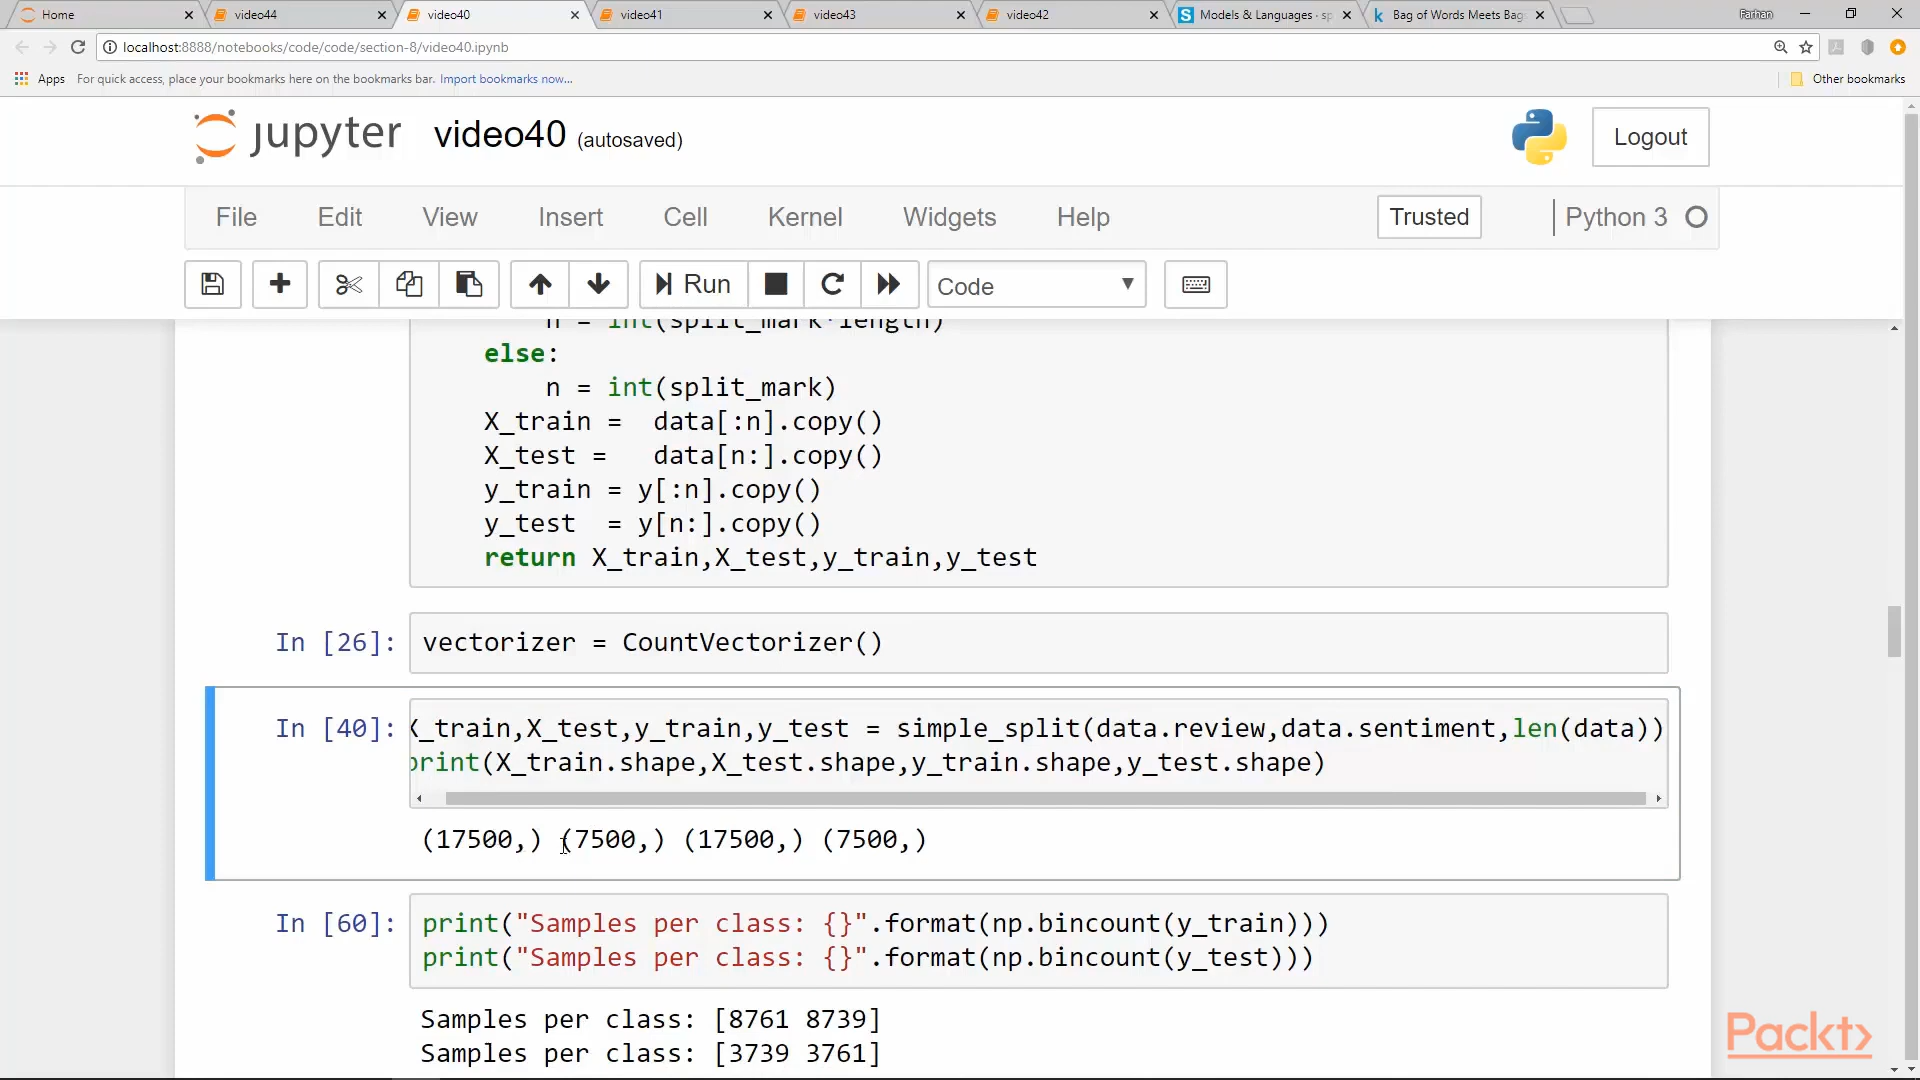 Home
video44
video40
video41
video43
video42
Models & Languages · sp
Bag of Words Meets Bag
Farhan
localhost:8888/notebooks/code/code/section-8/video40.ipynb
Apps For quick access, place your bookmarks here on the bookmarks bar. Import bookmarks now...
Other bookmarks
jupyter video40 (autosaved)
Logout
File Edit View Insert Cell Kernel Widgets Help
Trusted
Python 3
Run
Code
n = int(split_mark*length)
else:
n = int(split_mark)
X_train = data[:n].copy()
X_test = data[n:].copy()
y_train = y[:n].copy()
y_test = y[n:].copy()
return X_train,X_test,y_train,y_test
In [26]: vectorizer = CountVectorizer()
In [40]: X_train,X_test,y_train,y_test = simple_split(data.review,data.sentiment,len(data))
print(X_train.shape,X_test.shape,y_train.shape,y_test.shape)
(17500,) (7500,) (17500,) (7500,)
In [60]: print("Samples per class: {}".format(np.bincount(y_train)))
print("Samples per class: {}".format(np.bincount(y_test)))
Samples per class: [8761 8739]
Samples per class: [3739 3761]
Packt>